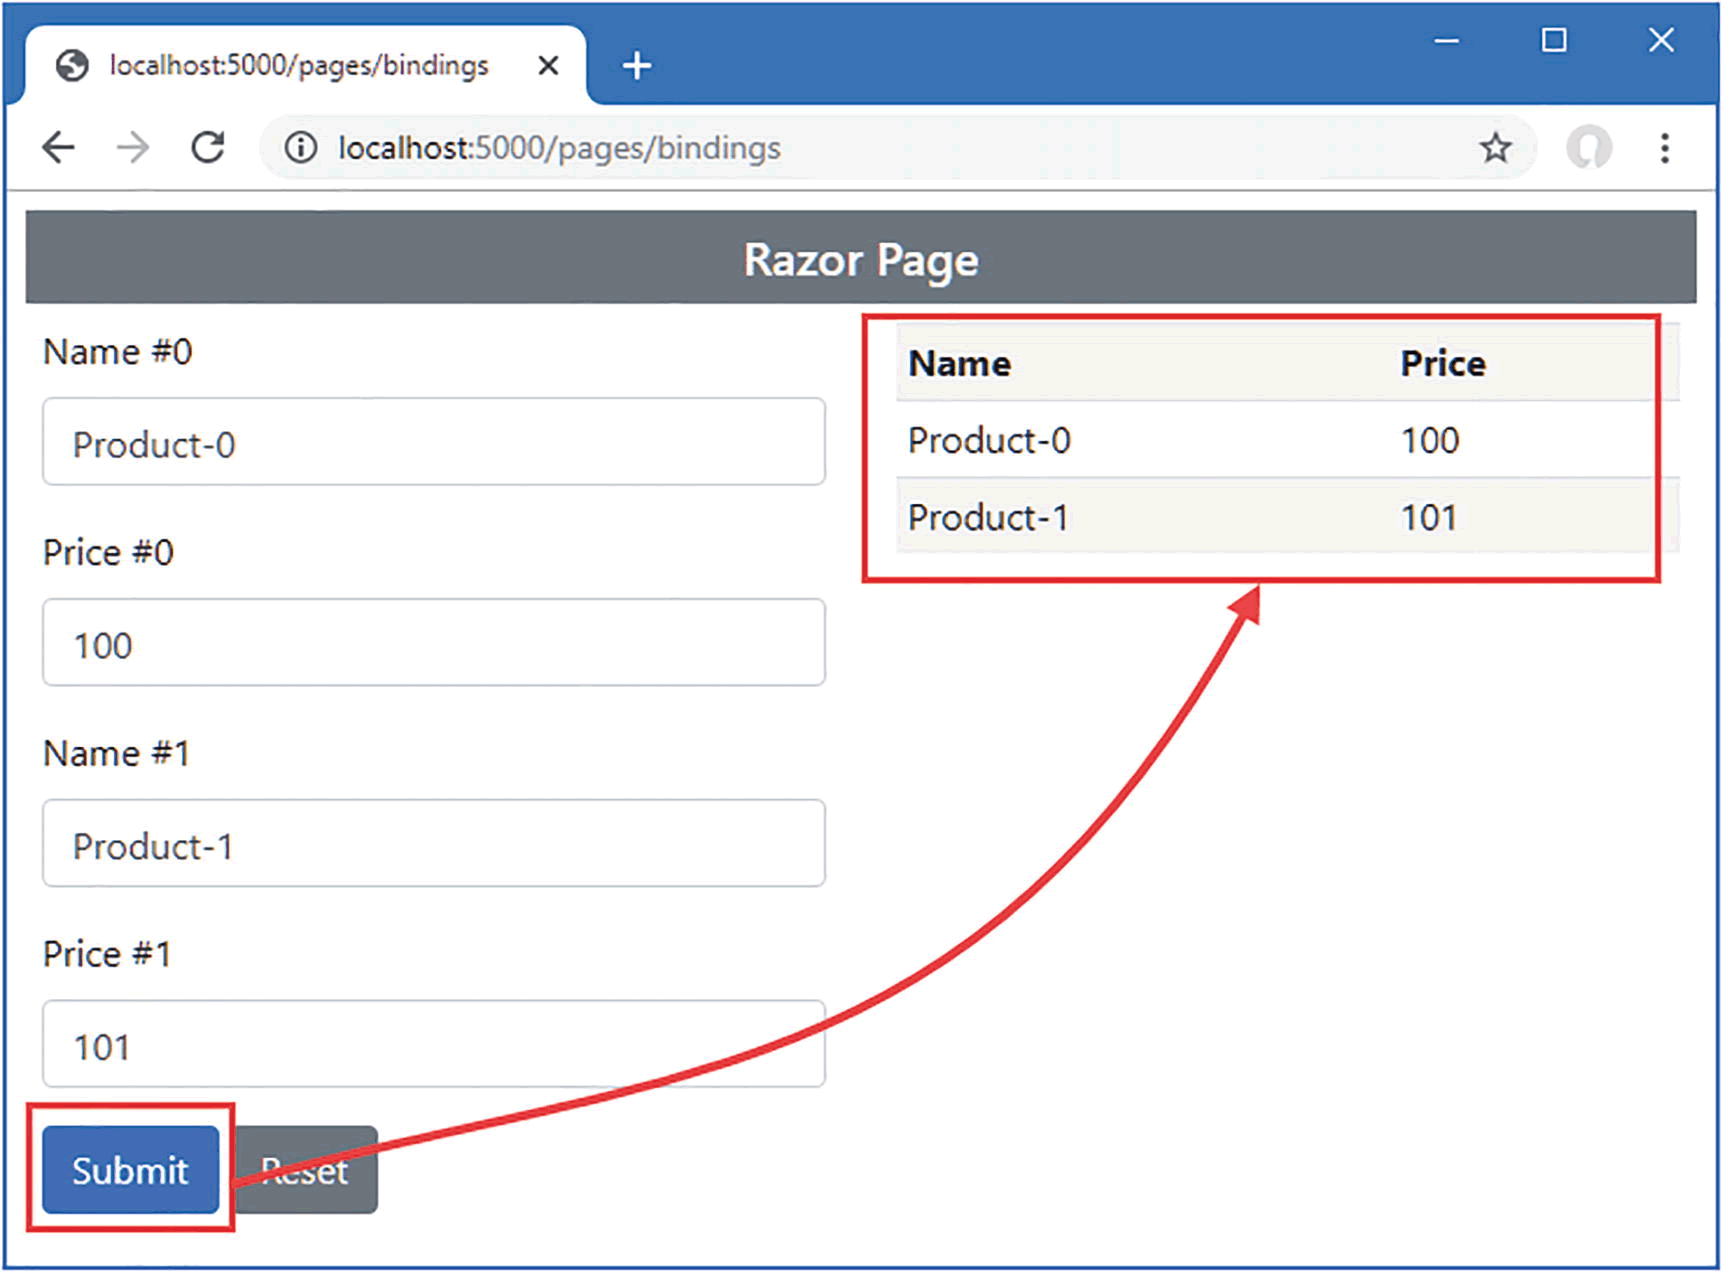 localhost:5000/pages/bindings
localhost:5000/pages/bindings
Razor Page
Name #0
Product-0
Price #0
100
Name #1
Product-1
Price #1
101
Submit Reset
Name Price
Product-0 100
Product-1 101